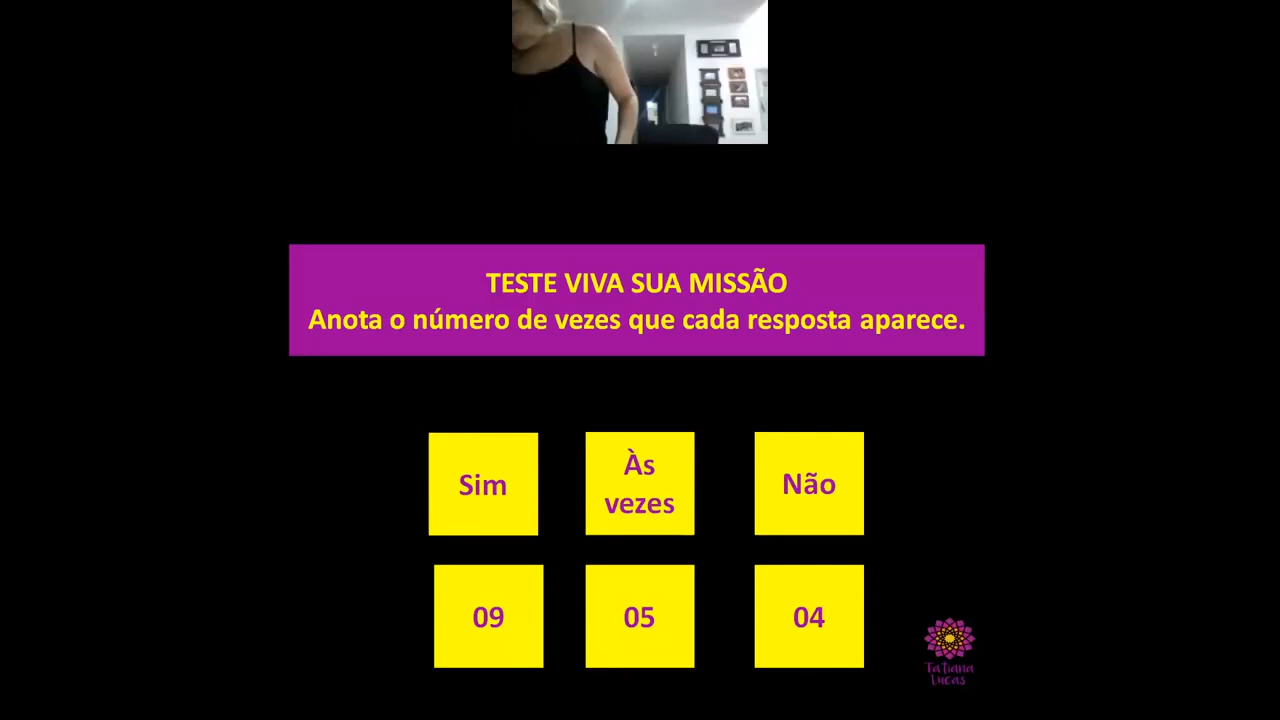 TESTE VIVA SUA MISSÃO
Anota o número de vezes que cada resposta aparece.
Sim
Às
vezes
Não
09
05
04
Tatiana
Lucas